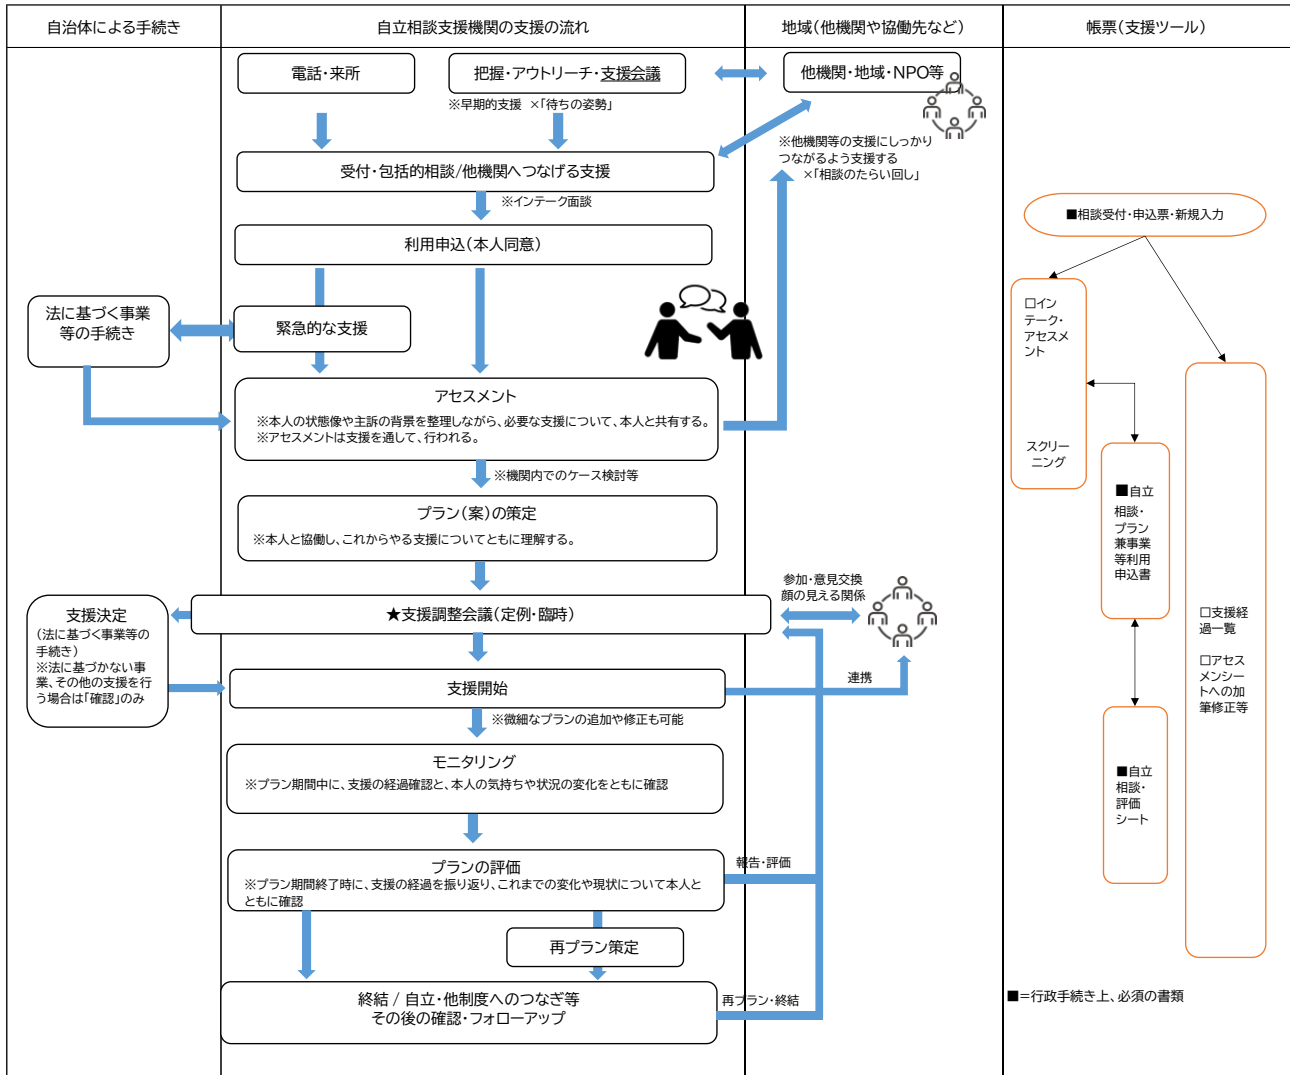 自治体による手続き
自立相談支援機関の支援の流れ
地域(他機関や協働先など)
帳票(支援ツール)
電話・来所
把握・アウトリーチ・支援会議
※早期的支援 ×「待ちの姿勢」
他機関・地域・NPO等
※他機関等の支援にしっかり
つながるよう支援する
×「相談のたらい回し」
受付・包括的相談/他機関へつなげる支援
※インテーク面談
利用申込(本人同意)
法に基づく事業
等の手続き
緊急的な支援
アセスメント
※本人の状態像や主訴の背景を整理しながら、必要な支援について、本人と共有する。
※アセスメントは支援を通して、行われる。
※機関内でのケース検討等
プラン(案)の策定
※本人と協働し、これからやる支援についてともに理解する。
参加・意見交換
顔の見える関係
★支援調整会議(定例・臨時)
支援決定
(法に基づく事業等の
手続き)
※法に基づかない事
業、その他の支援を行
う場合は「確認」のみ
支援開始
連携
※微細なプランの追加や修正も可能
モニタリング
※プラン期間中に、支援の経過確認と、本人の気持ちや状況の変化をともに確認
プランの評価
※プラン期間終了時に、支援の経過を振り返り、これまでの変化や現状について本人と
ともに確認
報告・評価
再プラン策定
終結 / 自立・他制度へのつなぎ等
その後の確認・フォローアップ
再プラン・終結
■相談受付・申込票・新規入力
□イン
テーク・
アセスメ
ント
スクリー
ニング
■自立
相談・
プラン
兼事業
等利用
申込書
■自立
相談・
評価
シート
□支援経
過一覧
□アセス
メンシー
トへの加
筆修正等
■=行政手続き上、必須の書類